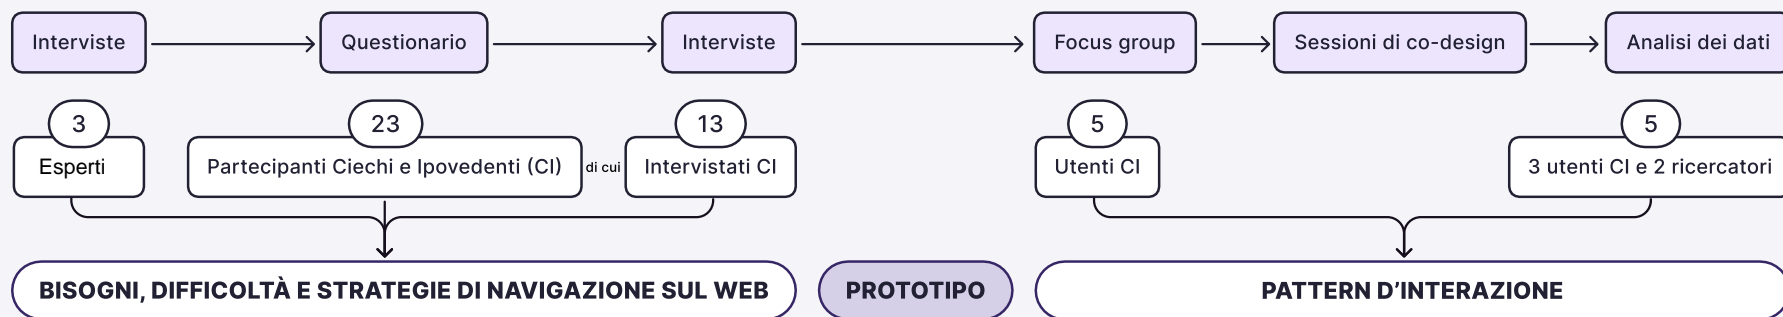 Interviste
Questionario
Interviste
Focus group
Sessioni di co-design
Analisi dei dati
3
23
13
5
5
Esperti
Partecipanti Ciechi e Ipovedenti (CI)
di cui
Intervistati CI
Utenti CI
3 utenti CI e 2 ricercatori
BISOGNI, DIFFICOLTÀ E STRATEGIE DI NAVIGAZIONE SUL WEB
PROTOTIPO
PATTERN D’INTERAZIONE